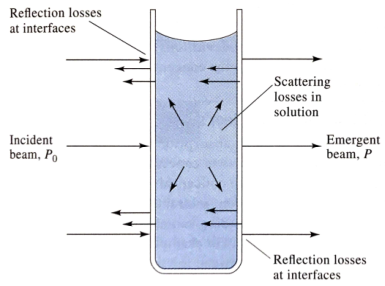 Reflection losses
at interfaces
Scattering
losses in
solution
Incident
beam, P₀
Emergent
beam, P
Reflection losses
at interfaces